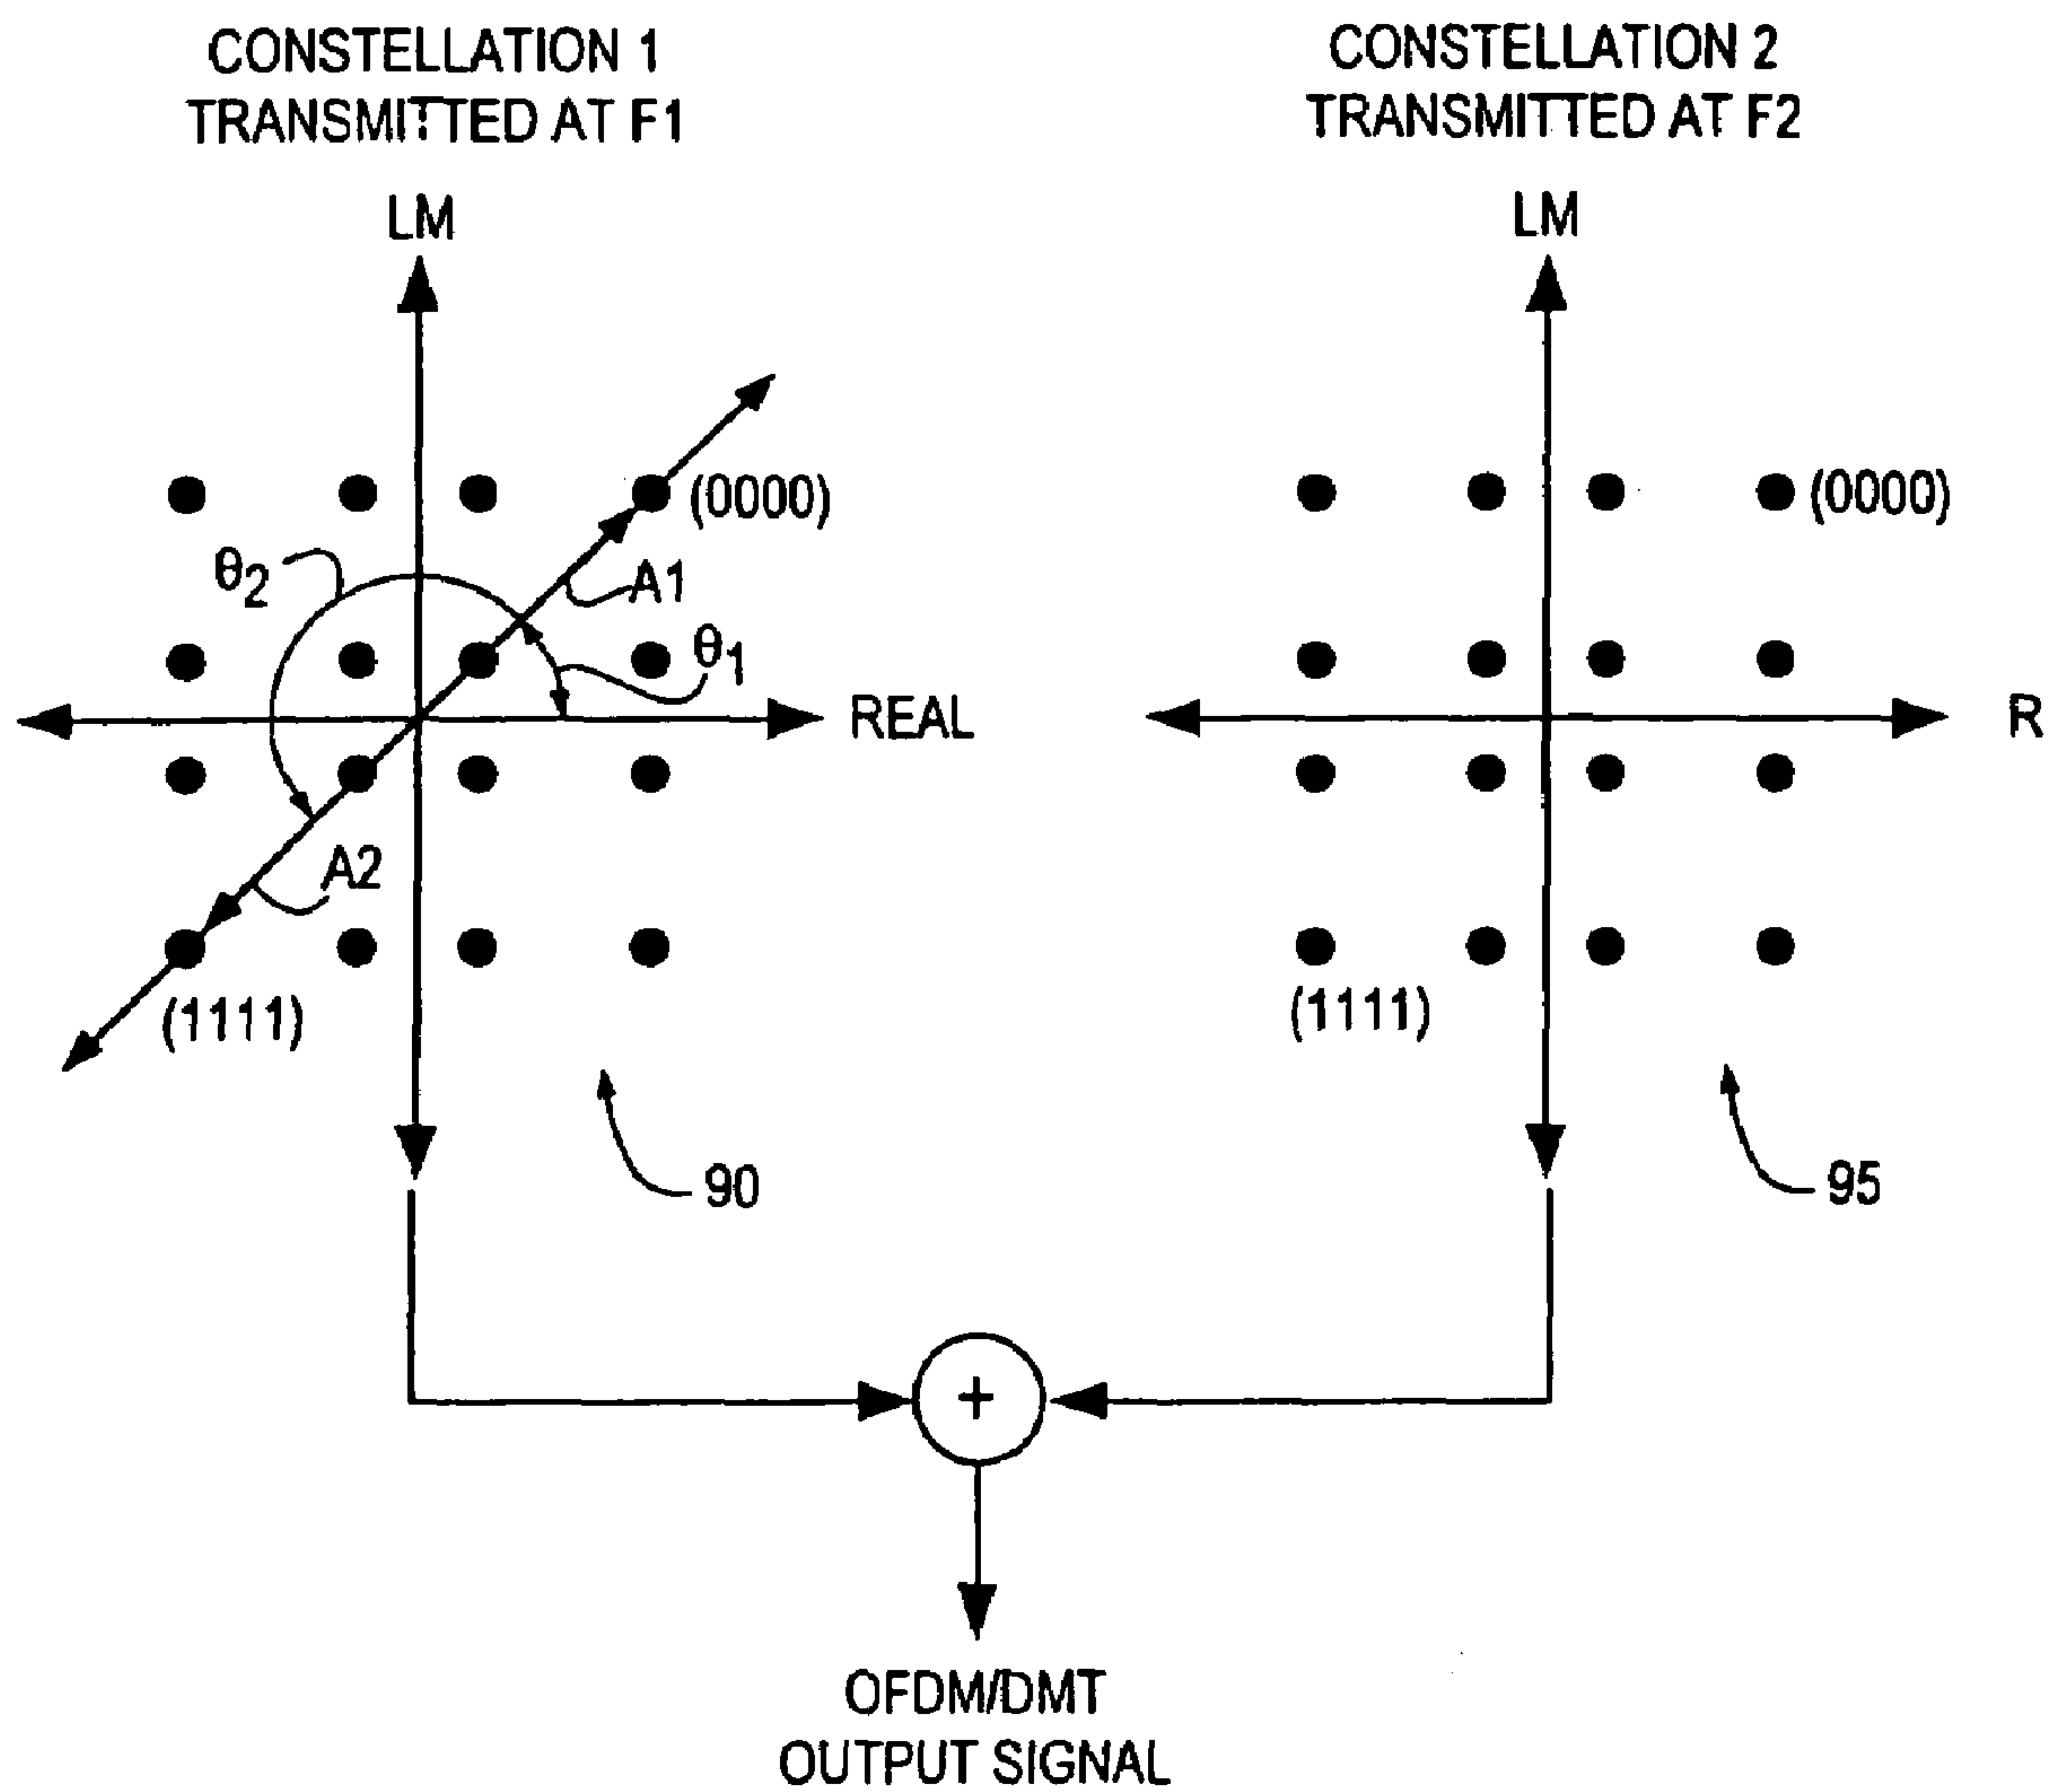 CONSTELLATION 1
TRANSMITTED AT F1
CONSTELLATION 2
TRANSMITTED AT F2
LM
LM
(0000)
(0000)
θ2
A1
θ1
REAL
R
A2
(1111)
(1111)
90
95
+
OFDM/DMT
OUTPUT SIGNAL